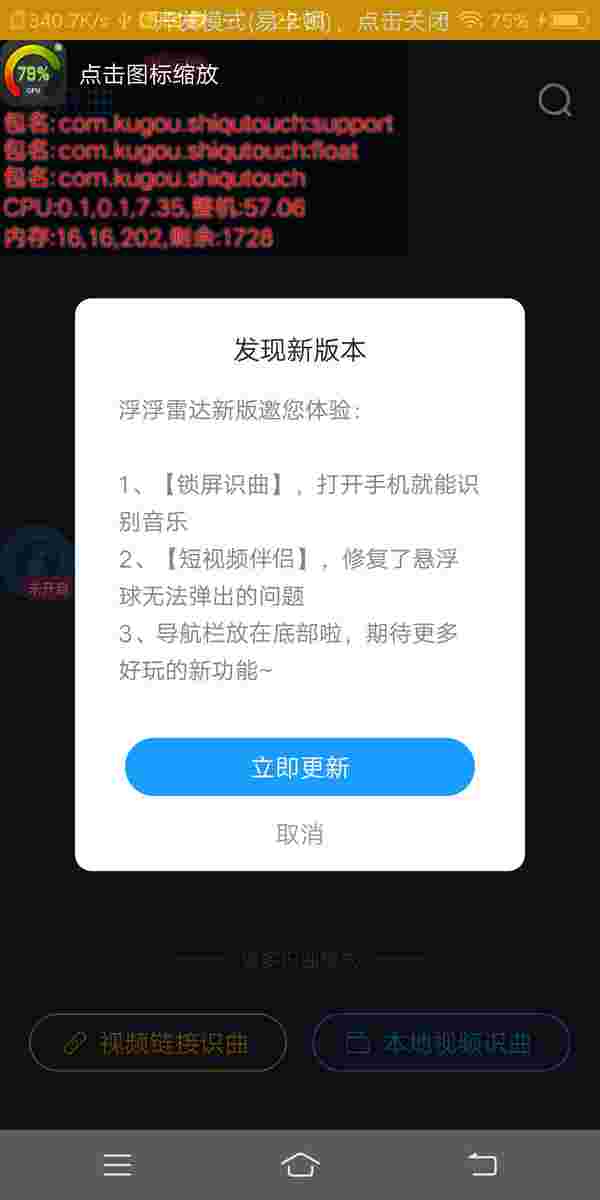 340.7K/s
开发模式(易卡顿)，点击关闭
75%
79%
CPU
点击图标缩放
包名:com.kugou.shiqutouch:support
包名:com.kugou.shiqutouch:float
包名:com.kugou.shiqutouch
CPU:0.1,0.1,7.35,整机:57.06
内存:16,16,202,剩余:1728
发现新版本
浮浮雷达新版邀您体验：
1、【锁屏识曲】，打开手机就能识
别音乐
2、【短视频伴侣】，修复了悬浮
球无法弹出的问题
3、导航栏放在底部啦，期待更多
好玩的新功能~
未开启
立即更新
取消
视频链接识曲
本地视频识曲